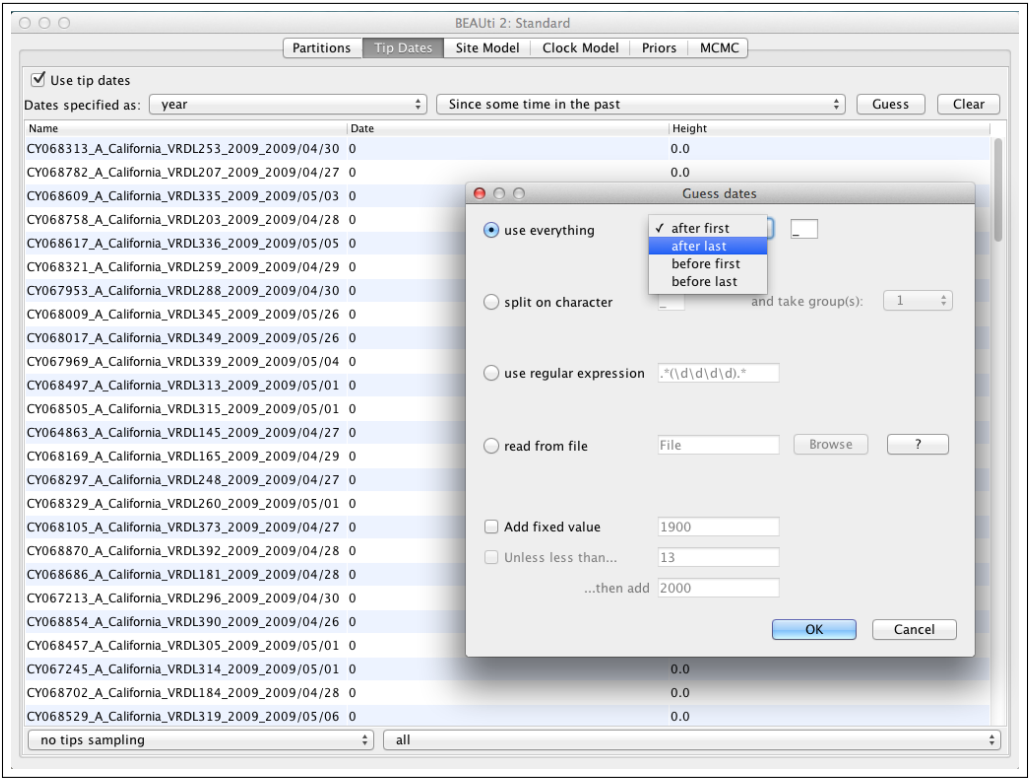 BEAUti 2: Standard
Partitions Tip Dates Site Model Clock Model Priors MCMC
Use tip dates
Dates specified as: year Since some time in the past Guess Clear
Name Date Height
CY068313_A_California_VRDL253_2009_2009/04/30 0 0.0
CY068782_A_California_VRDL207_2009_2009/04/27 0 0.0
CY068609_A_California_VRDL335_2009_2009/05/03 0
CY068758_A_California_VRDL203_2009_2009/04/28 0
CY068617_A_California_VRDL336_2009_2009/05/05 0
CY068321_A_California_VRDL259_2009_2009/04/29 0
CY067953_A_California_VRDL288_2009_2009/04/30 0
CY068009_A_California_VRDL345_2009_2009/05/26 0
CY068017_A_California_VRDL349_2009_2009/05/26 0
CY067969_A_California_VRDL339_2009_2009/05/04 0
CY068497_A_California_VRDL313_2009_2009/05/01 0
CY068505_A_California_VRDL315_2009_2009/05/01 0
CY064863_A_California_VRDL145_2009_2009/04/27 0
CY068169_A_California_VRDL165_2009_2009/04/29 0
CY068297_A_California_VRDL248_2009_2009/04/27 0
CY068329_A_California_VRDL260_2009_2009/05/01 0
CY068105_A_California_VRDL373_2009_2009/04/27 0
CY068870_A_California_VRDL392_2009_2009/04/28 0
CY068686_A_California_VRDL181_2009_2009/04/28 0
CY067213_A_California_VRDL296_2009_2009/04/30 0
CY068854_A_California_VRDL390_2009_2009/04/26 0
CY068457_A_California_VRDL305_2009_2009/05/01 0
CY067245_A_California_VRDL314_2009_2009/05/01 0 0.0
CY068702_A_California_VRDL184_2009_2009/04/28 0 0.0
CY068529_A_California_VRDL319_2009_2009/05/06 0 0.0
no tips sampling all
Guess dates
use everything ✓ after first _
after last
before first
before last
split on character _ and take group(s): 1
use regular expression .*(\d\d\d\d).*
read from file File Browse ?
Add fixed value 1900
Unless less than... 13
...then add 2000
OK Cancel